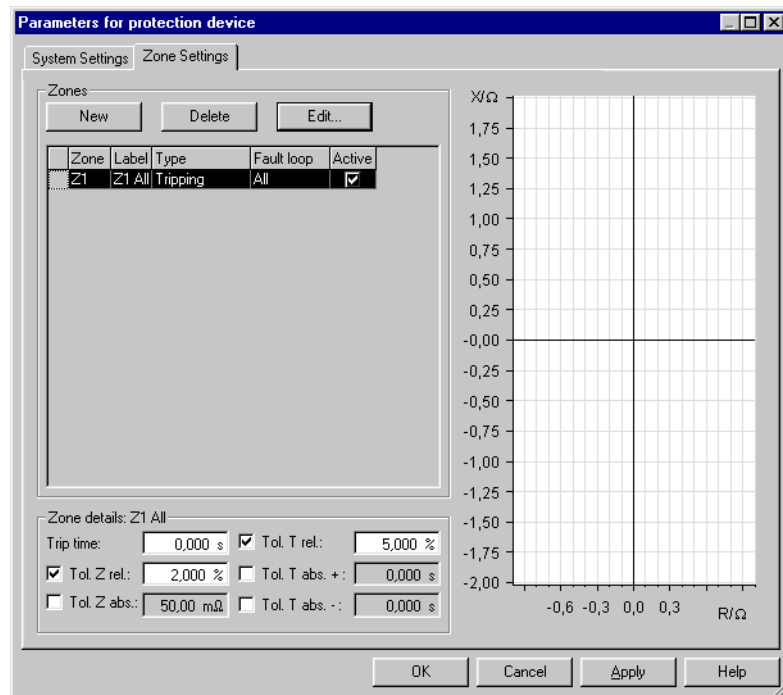 Parameters for protection device
System Settings Zone Settings
Zones
New Delete Edit...
Zone Label Type Fault loop Active
Z1 Z1 All Tripping All
Zone details: Z1 All
Trip time: 0,000 s Tol. T rel.: 5,000 %
Tol. Z rel.: 2,000 % Tol. T abs. + : 0,000 s
Tol. Z abs.: 50,00 mΩ Tol. T abs. - : 0,000 s
X/Ω
1,75
1,50
1,25
1,00
0,75
0,50
0,25
-0,00
-0,25
-0,50
-0,75
-1,00
-1,25
-1,50
-1,75
-2,00
-0,6 -0,3 0,0 0,3 R/Ω
OK Cancel Apply Help